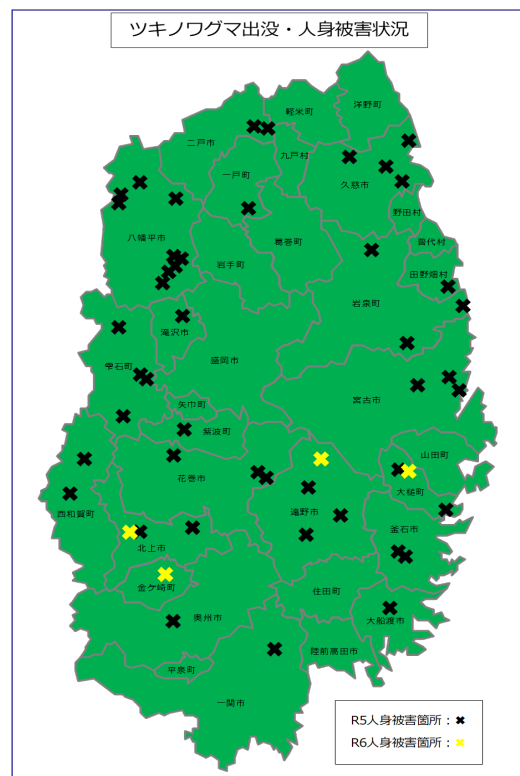 ツキノワグマ出没・人身被害状況
軽米町
洋野町
二戸市
九戸村
一戸町
久慈市
野田村
葛巻町
普代村
八幡平市
岩手町
田野畑村
岩泉町
滝沢市
盛岡市
雫石町
宮古市
矢巾町
紫波町
山田町
花巻市
大槌町
西和賀町
滝野市
釜石市
北上市
金ケ崎町
住田町
奥州市
大船渡市
陸前高田市
平泉町
一関市
R5人身被害箇所：✖
R6人身被害箇所：✖